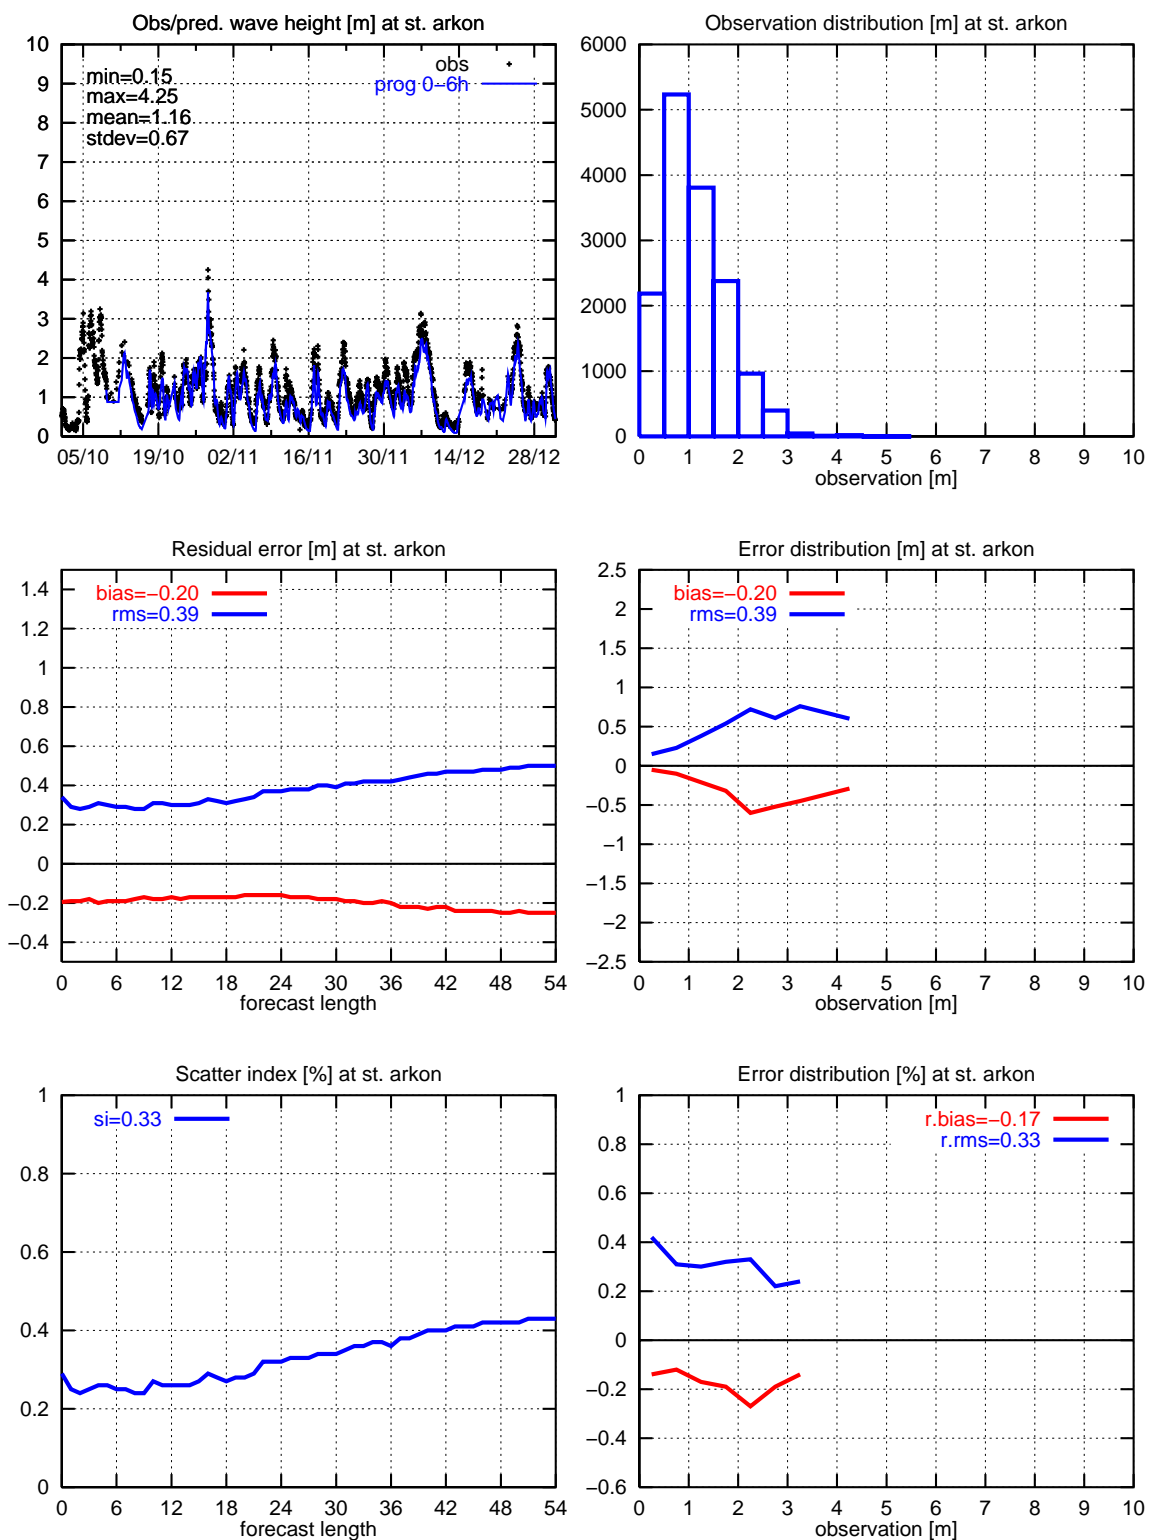 Obs/pred. wave height [m] at st. arkon
10
9
8
7
6
5
4
3
2
1
0
min=0.15
max=4.25
mean=1.16
stdev=0.67
obs
prog 0−6h
05/10 19/10 02/11 16/11 30/11 14/12 28/12
Observation distribution [m] at st. arkon
6000
5000
4000
3000
2000
1000
0
0 1 2 3 4 5 6 7 8 9 10
observation [m]
Residual error [m] at st. arkon
1.4
1.2
1
0.8
0.6
0.4
0.2
0
−0.2
−0.4
bias=−0.20
rms=0.39
0 6 12 18 24 30 36 42 48 54
forecast length
Error distribution [m] at st. arkon
2.5
2
1.5
1
0.5
0
−0.5
−1
−1.5
−2
−2.5
bias=−0.20
rms=0.39
0 1 2 3 4 5 6 7 8 9 10
observation [m]
Scatter index [%] at st. arkon
1
0.8
0.6
0.4
0.2
0
si=0.33
0 6 12 18 24 30 36 42 48 54
forecast length
Error distribution [%] at st. arkon
1
0.8
0.6
0.4
0.2
0
−0.2
−0.4
−0.6
r.bias=−0.17
r.rms=0.33
0 1 2 3 4 5 6 7 8 9 10
observation [m]